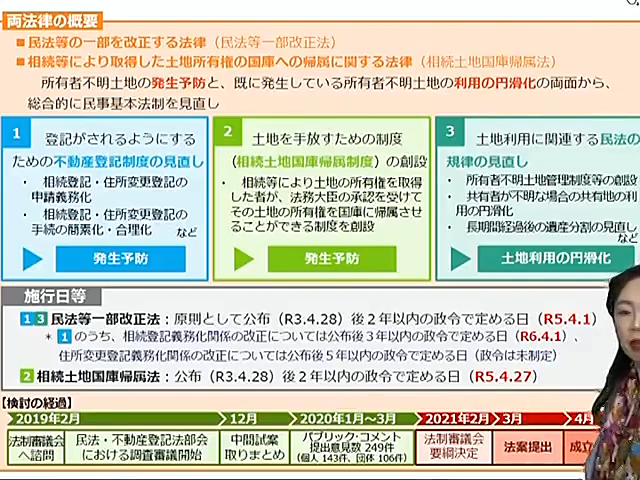 両法律の概要
■ 民法等の一部を改正する法律（民法等一部改正法）
■ 相続等により取得した土地所有権の国庫への帰属に関する法律（相続土地国庫帰属法）
所有者不明土地の発生予防と、既に発生している所有者不明土地の利用の円滑化の両面から、
総合的に民事基本法制を見直し
1 登記がされるようにする
ための不動産登記制度の見直し
・ 相続登記・住所変更登記の
申請義務化
・ 相続登記・住所変更登記の
手続の簡素化・合理化 など
発生予防
2 土地を手放すための制度
（相続土地国庫帰属制度）の創設
・ 相続等により土地の所有権を取得
した者が、法務大臣の承認を受けて
その土地の所有権を国庫に帰属させ
ることができる制度を創設
発生予防
3 土地利用に関連する民法の
規律の見直し
・ 所有者不明土地管理制度等の創設
・ 共有者が不明な場合の共有地の利
用の円滑化
・ 長期間経過後の遺産分割の見直し
など
土地利用の円滑化
施行日等
1 3 民法等一部改正法：原則として公布（R3.4.28）後２年以内の政令で定める日（R5.4.1）
* 1 のうち、相続登記義務化関係の改正については公布後３年以内の政令で定める日（R6.4.1）、
住所変更登記義務化関係の改正については公布後５年以内の政令で定める日（政令は未制定）
2 相続土地国庫帰属法：公布（R3.4.28）後２年以内の政令で定める日（R5.4.27）
【検討の経過】
2019年2月
12月
2020年1月～3月
2021年2月
3月
4月
法制審議会
へ諮問
民法・不動産登記法部会
における調査審議開始
中間試案
取りまとめ
パブリック・コメント
提出意見数 249件
（個人 143件、団体 106件）
法制審議会
要綱決定
法案提出
成立